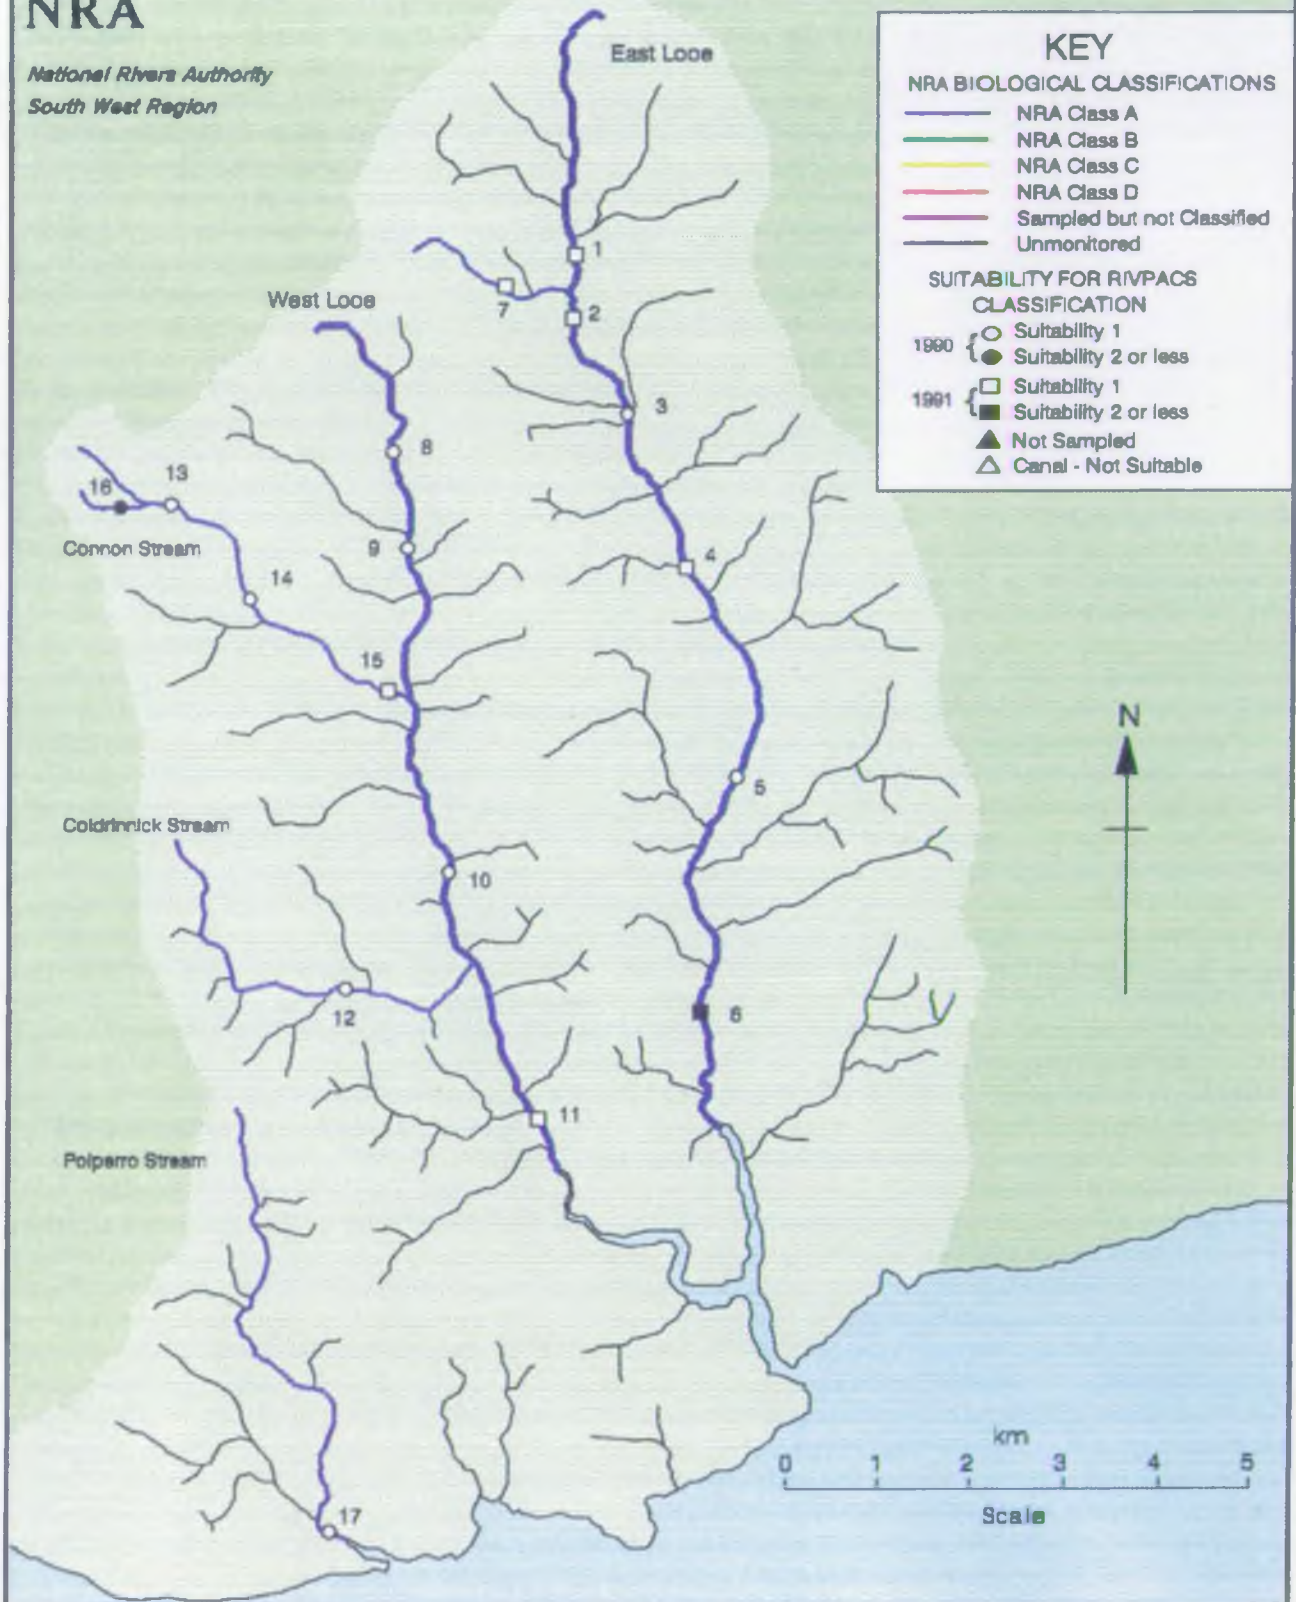 NRA
National Rivers Authority
South West Region
East Looe
KEY
NRA BIOLOGICAL CLASSIFICATIONS
NRA Class A
NRA Class B
NRA Class C
NRA Class D
Sampled but not Classified
Unmonitored
SUITABILITY FOR RIVPACS
CLASSIFICATION
1990 { Suitability 1
Suitability 2 or less
1991 { Suitability 1
Suitability 2 or less
Not Sampled
Canal - Not Suitable
1
7
2
West Looe
3
8
13
16
Connon Stream
9
4
14
15
N
5
Coldrinnick Stream
10
12
6
11
Polperro Stream
km
0 1 2 3 4 5
Scale
17